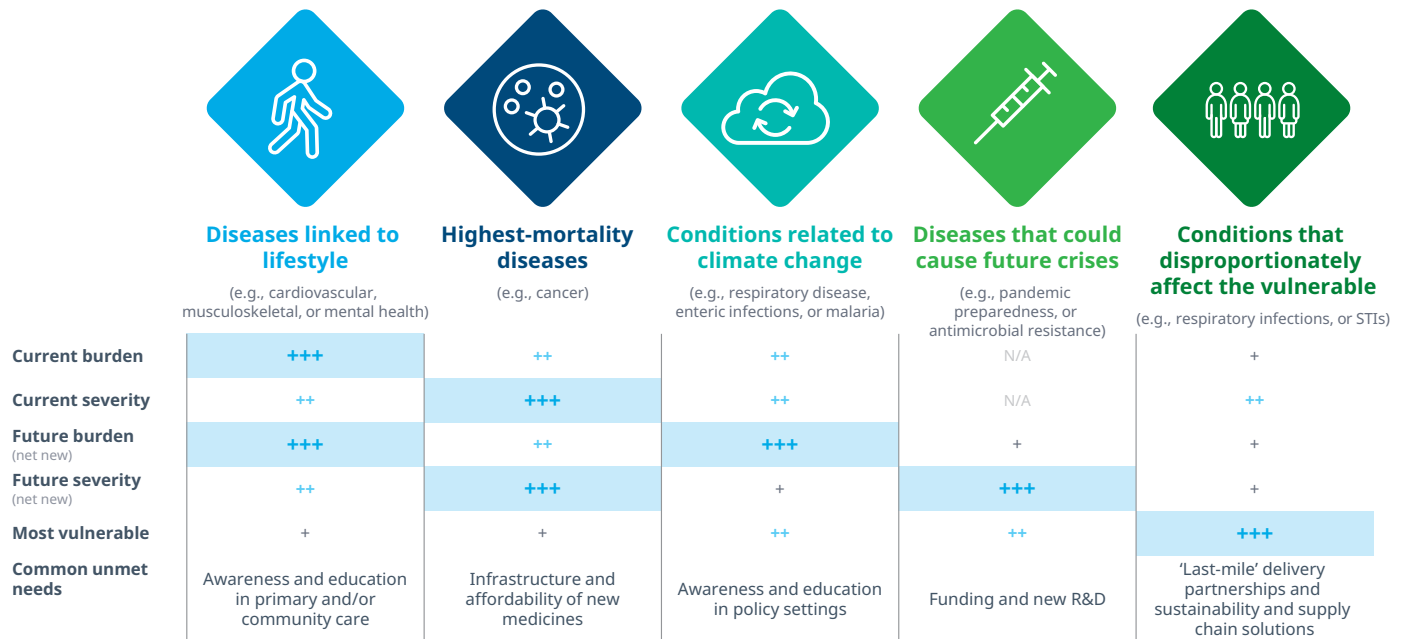 Diseases linked to
lifestyle
(e.g., cardiovascular,
musculoskeletal, or mental health)
Highest-mortality
diseases
(e.g., cancer)
Conditions related to
climate change
(e.g., respiratory disease,
enteric infections, or malaria)
Diseases that could
cause future crises
(e.g., pandemic
preparedness, or
antimicrobial resistance)
Conditions that
disproportionately
affect the vulnerable
(e.g., respiratory infections, or STIs)
Current burden +++ ++ ++ N/A +
Current severity ++ +++ ++ N/A ++
Future burden +++ ++ +++ + +
(net new)
Future severity ++ +++ + +++ +
(net new)
Most vulnerable + + ++ ++ +++
Common unmet
needs
Awareness and education
in primary and/or
community care
Infrastructure and
affordability of new
medicines
Awareness and education
in policy settings
Funding and new R&D
‘Last-mile’ delivery
partnerships and
sustainability and supply
chain solutions